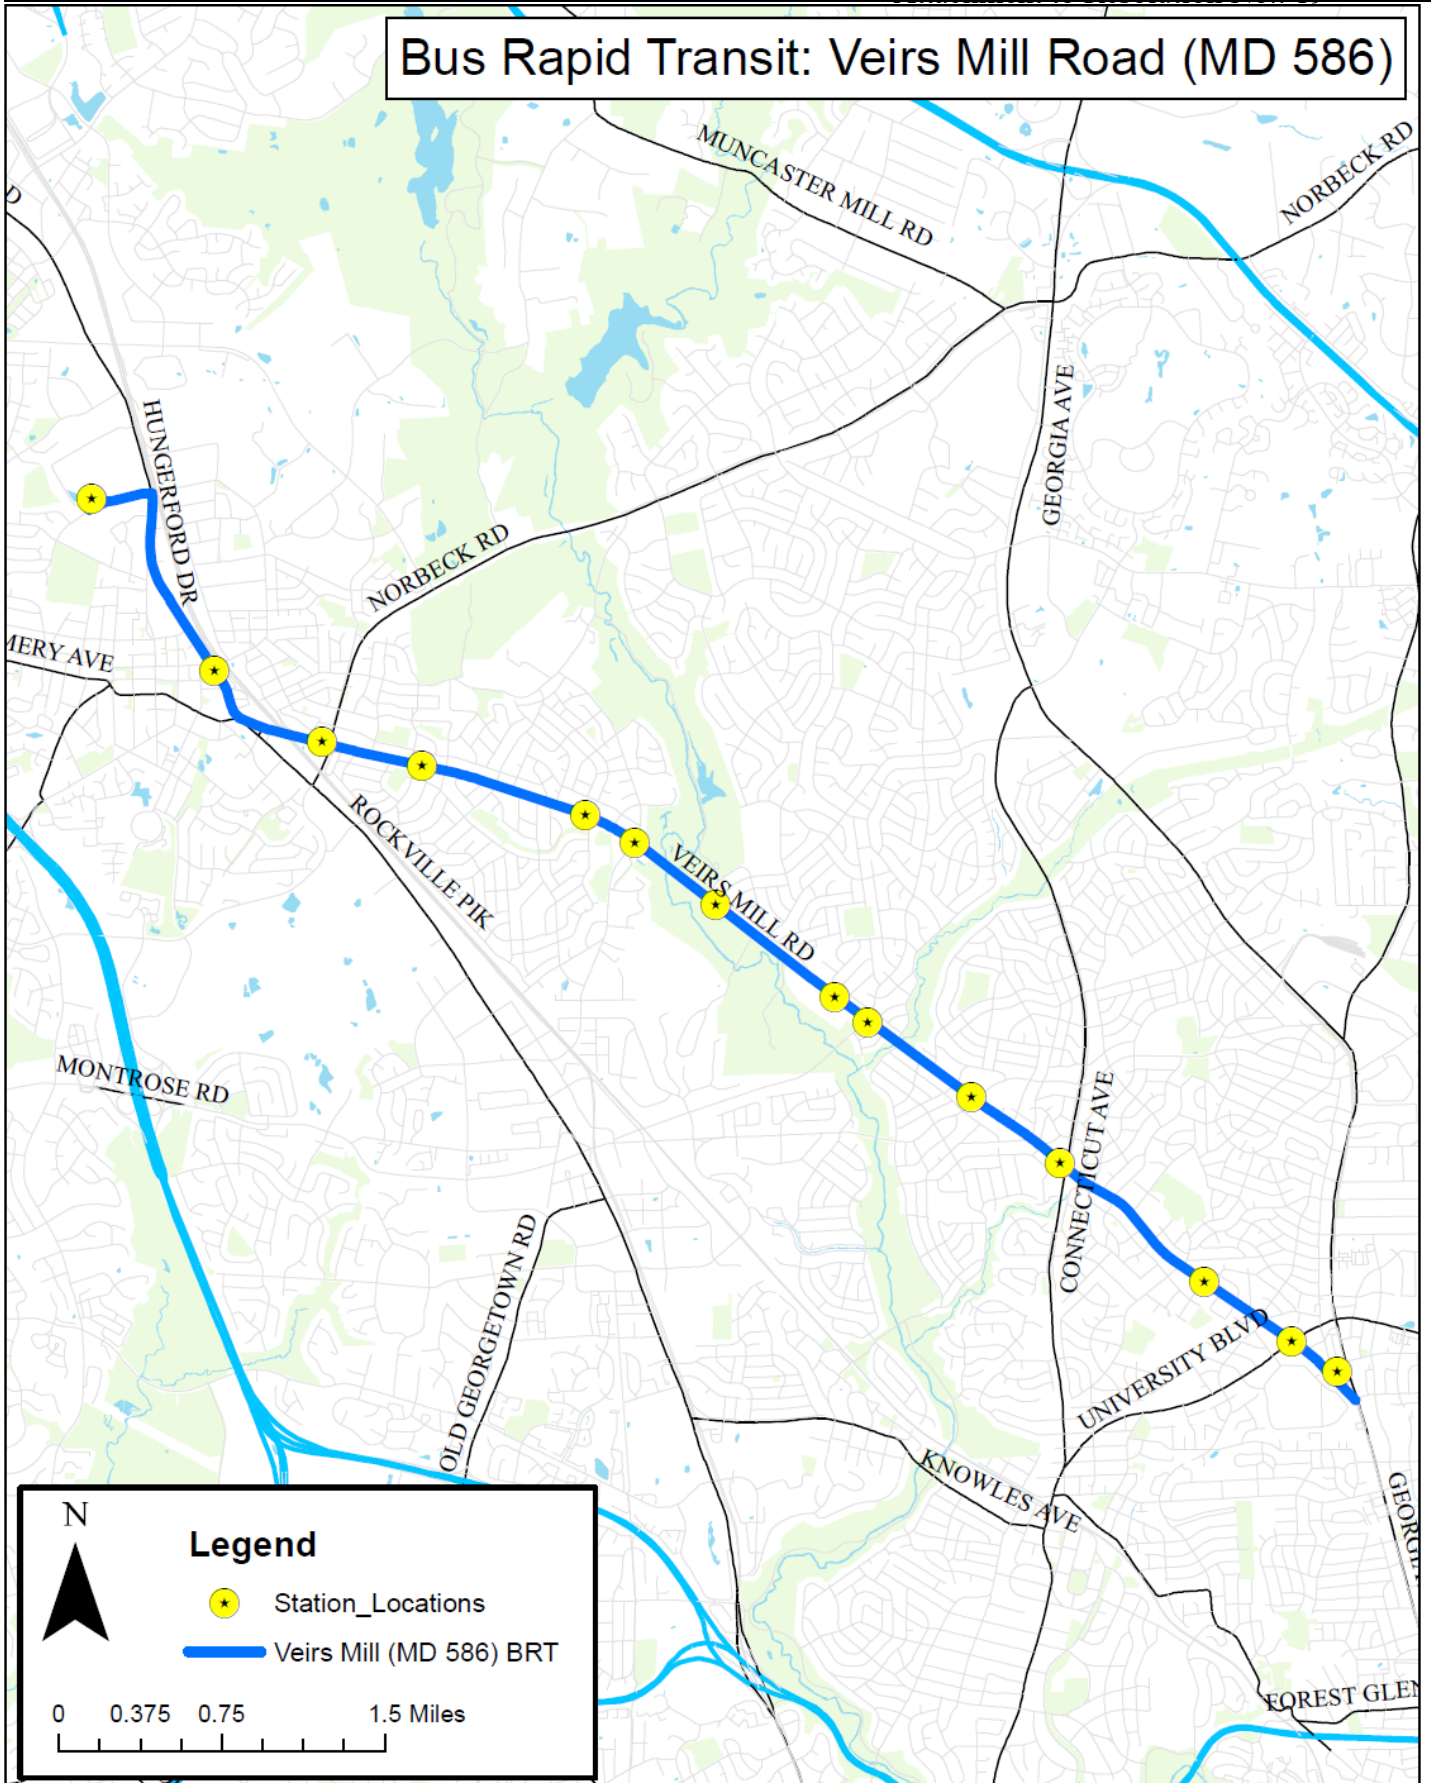 Bus Rapid Transit: Veirs Mill Road (MD 586)
MUNCASTER MILL RD
NORBECK RD
D
GEORGIA AVE
HUNGERFORD DR
NORBECK RD
MERY AVE
ROCKVILLE PIK
VEIRS MILL RD
MONTROSE RD
CONNECTICUT AVE
OLD GEORGETOWN RD
UNIVERSITY BLVD
KNOWLES AVE
GEORGIA
FOREST GLEN
N
Legend
Station_Locations
Veirs Mill (MD 586) BRT
0 0.375 0.75 1.5 Miles